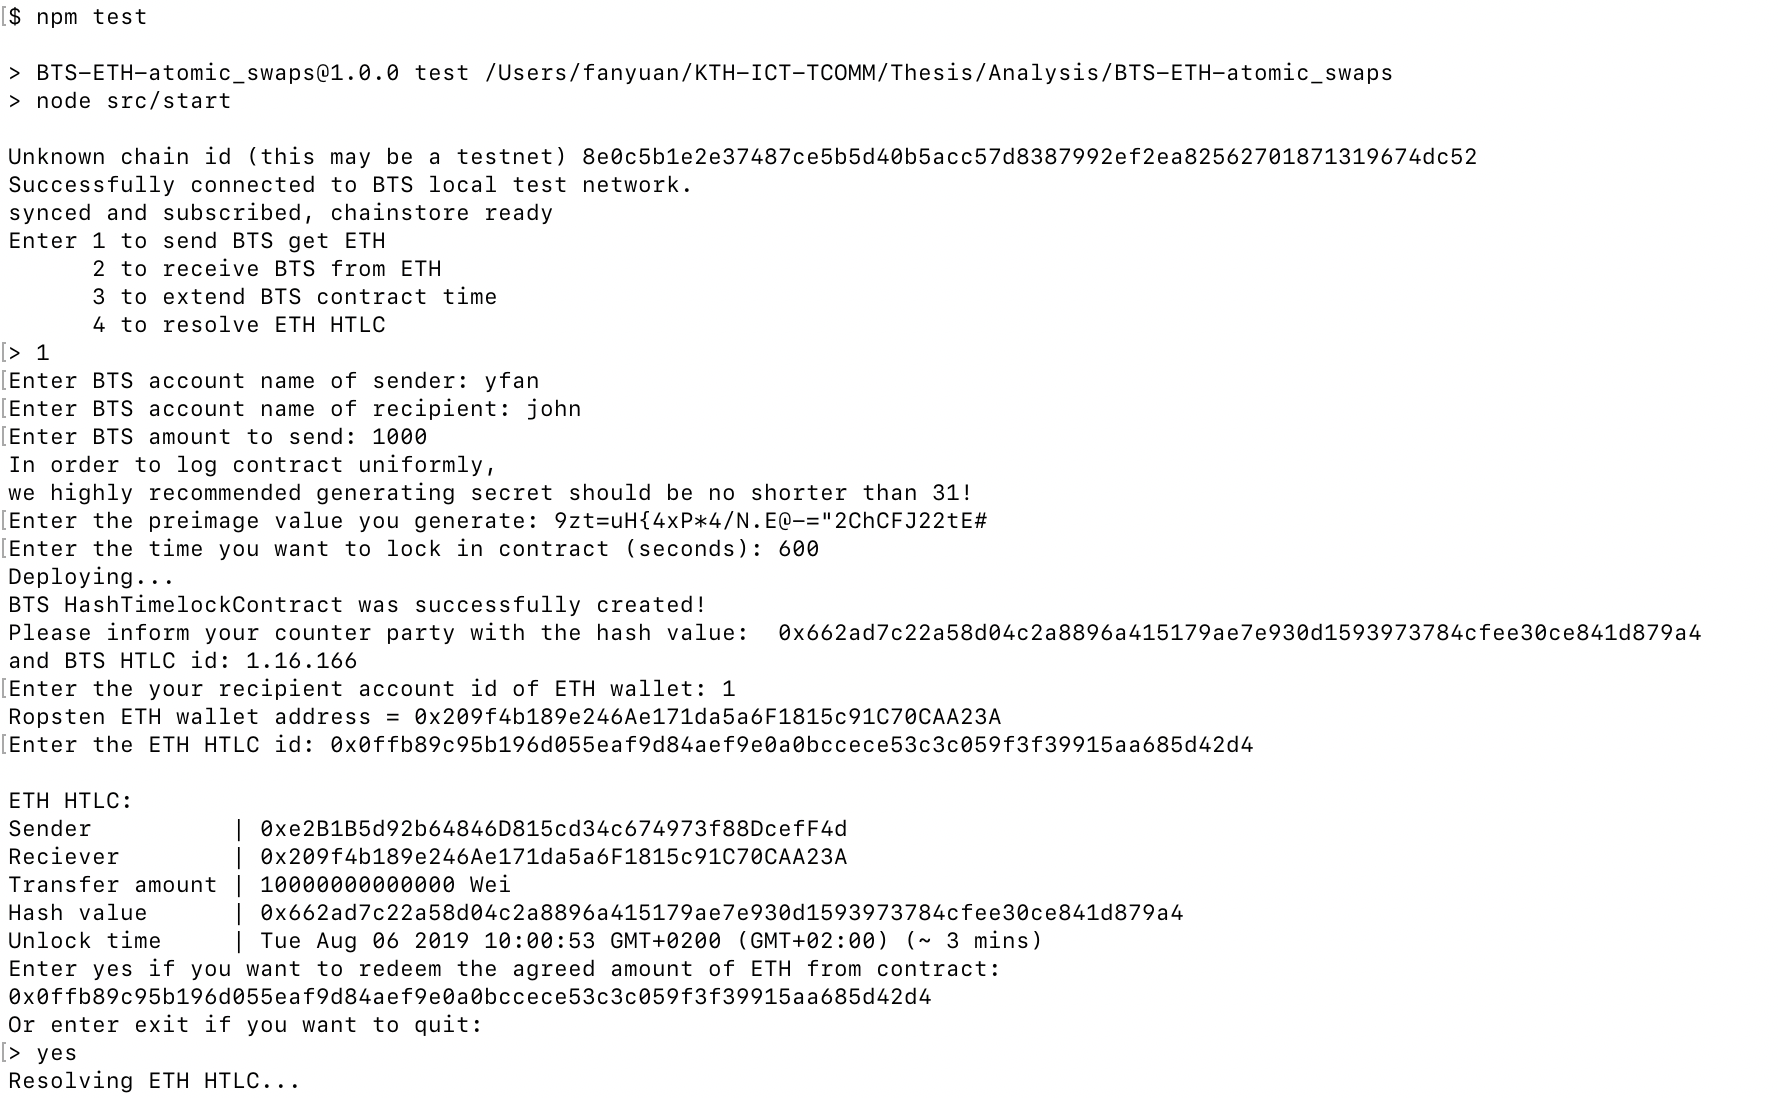 $ npm test
> BTS-ETH-atomic_swaps@1.0.0 test /Users/fanyuan/KTH-ICT-TCOMM/Thesis/Analysis/BTS-ETH-atomic_swaps
> node src/start
Unknown chain id (this may be a testnet) 8e0c5b1e2e37487ce5b5d40b5acc57d8387992ef2ea82562701871319674dc52
Successfully connected to BTS local test network.
synced and subscribed, chainstore ready
Enter 1 to send BTS get ETH
2 to receive BTS from ETH
3 to extend BTS contract time
4 to resolve ETH HTLC
> 1
Enter BTS account name of sender: yfan
Enter BTS account name of recipient: john
Enter BTS amount to send: 1000
In order to log contract uniformly,
we highly recommended generating secret should be no shorter than 31!
Enter the preimage value you generate: 9zt=uH{4xP*4/N.E@-="2ChCFJ22tE#
Enter the time you want to lock in contract (seconds): 600
Deploying...
BTS HashTimelockContract was successfully created!
Please inform your counter party with the hash value:  0x662ad7c22a58d04c2a8896a415179ae7e930d1593973784cfee30ce841d879a4
and BTS HTLC id: 1.16.166
Enter the your recipient account id of ETH wallet: 1
Ropsten ETH wallet address = 0x209f4b189e246Ae171da5a6F1815c91C70CAA23A
Enter the ETH HTLC id: 0x0ffb89c95b196d055eaf9d84aef9e0a0bccece53c3c059f3f39915aa685d42d4
ETH HTLC:
Sender | 0xe2B1B5d92b64846D815cd34c674973f88DcefF4d
Reciever | 0x209f4b189e246Ae171da5a6F1815c91C70CAA23A
Transfer amount | 10000000000000 Wei
Hash value | 0x662ad7c22a58d04c2a8896a415179ae7e930d1593973784cfee30ce841d879a4
Unlock time | Tue Aug 06 2019 10:00:53 GMT+0200 (GMT+02:00) (~ 3 mins)
Enter yes if you want to redeem the agreed amount of ETH from contract:
0x0ffb89c95b196d055eaf9d84aef9e0a0bccece53c3c059f3f39915aa685d42d4
Or enter exit if you want to quit:
> yes
Resolving ETH HTLC...